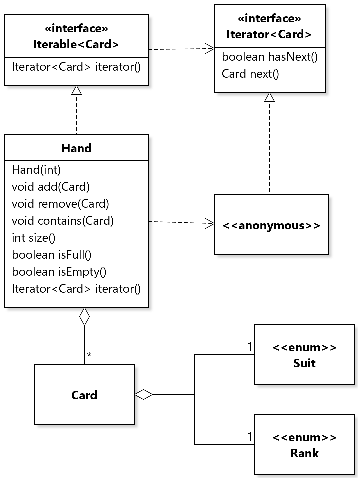 «interface»
Iterable<Card>
Iterator<Card> iterator()
«interface»
Iterator<Card>
boolean hasNext()
Card next()
Hand
Hand(int)
void add(Card)
void remove(Card)
void contains(Card)
int size()
boolean isFull()
boolean isEmpty()
Iterator<Card> iterator()
<<anonymous>>
*
Card
1
<<enum>>
Suit
1
<<enum>>
Rank